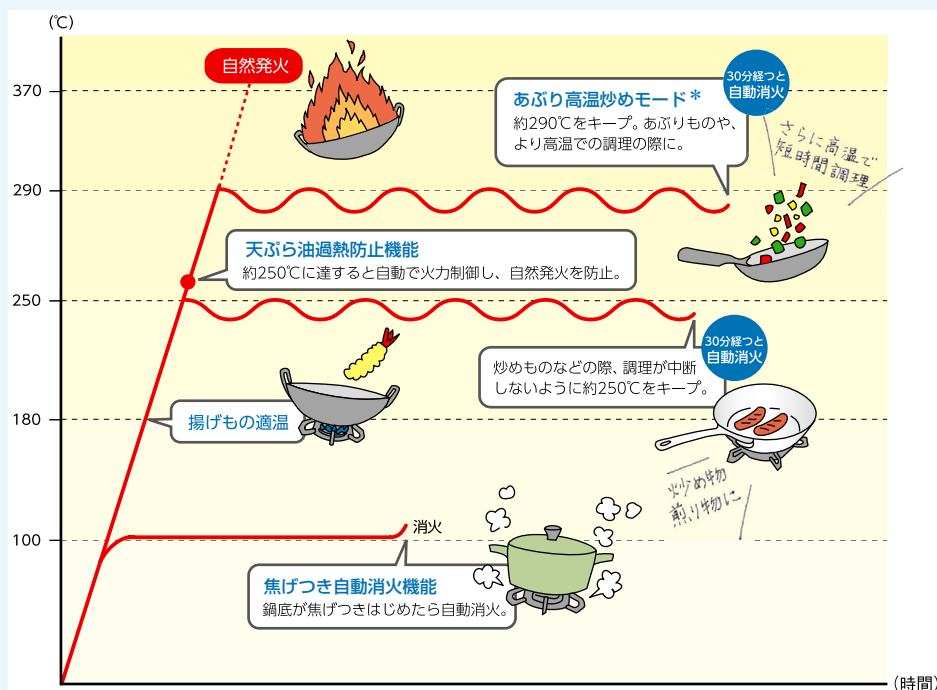 (℃)
自然発火
370
30分経つと
自動消火
あぶり高温炒めモード*
約290℃をキープ。あぶりものや、
より高温での調理の際に。
さらに高温で
短時間調理
290
天ぷら油過熱防止機能
約250℃に達すると自動で火力制御し、自然発火を防止。
250
30分経つと
自動消火
炒めものなどの際、調理が中断
しないように約250℃をキープ。
180
揚げもの適温
炒め物
煎り物に
100
消火
焦げつき自動消火機能
鍋底が焦げつきはじめたら自動消火。
(時間)